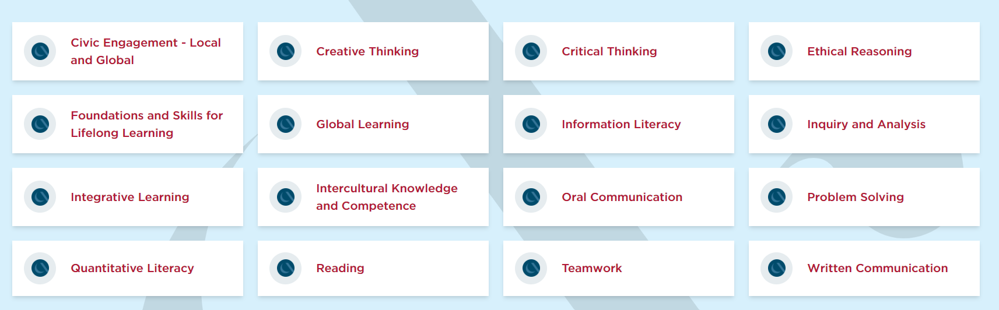 Civic Engagement - Local
and Global
Creative Thinking
Critical Thinking
Ethical Reasoning
Foundations and Skills for
Lifelong Learning
Global Learning
Information Literacy
Inquiry and Analysis
Integrative Learning
Intercultural Knowledge
and Competence
Oral Communication
Problem Solving
Quantitative Literacy
Reading
Teamwork
Written Communication